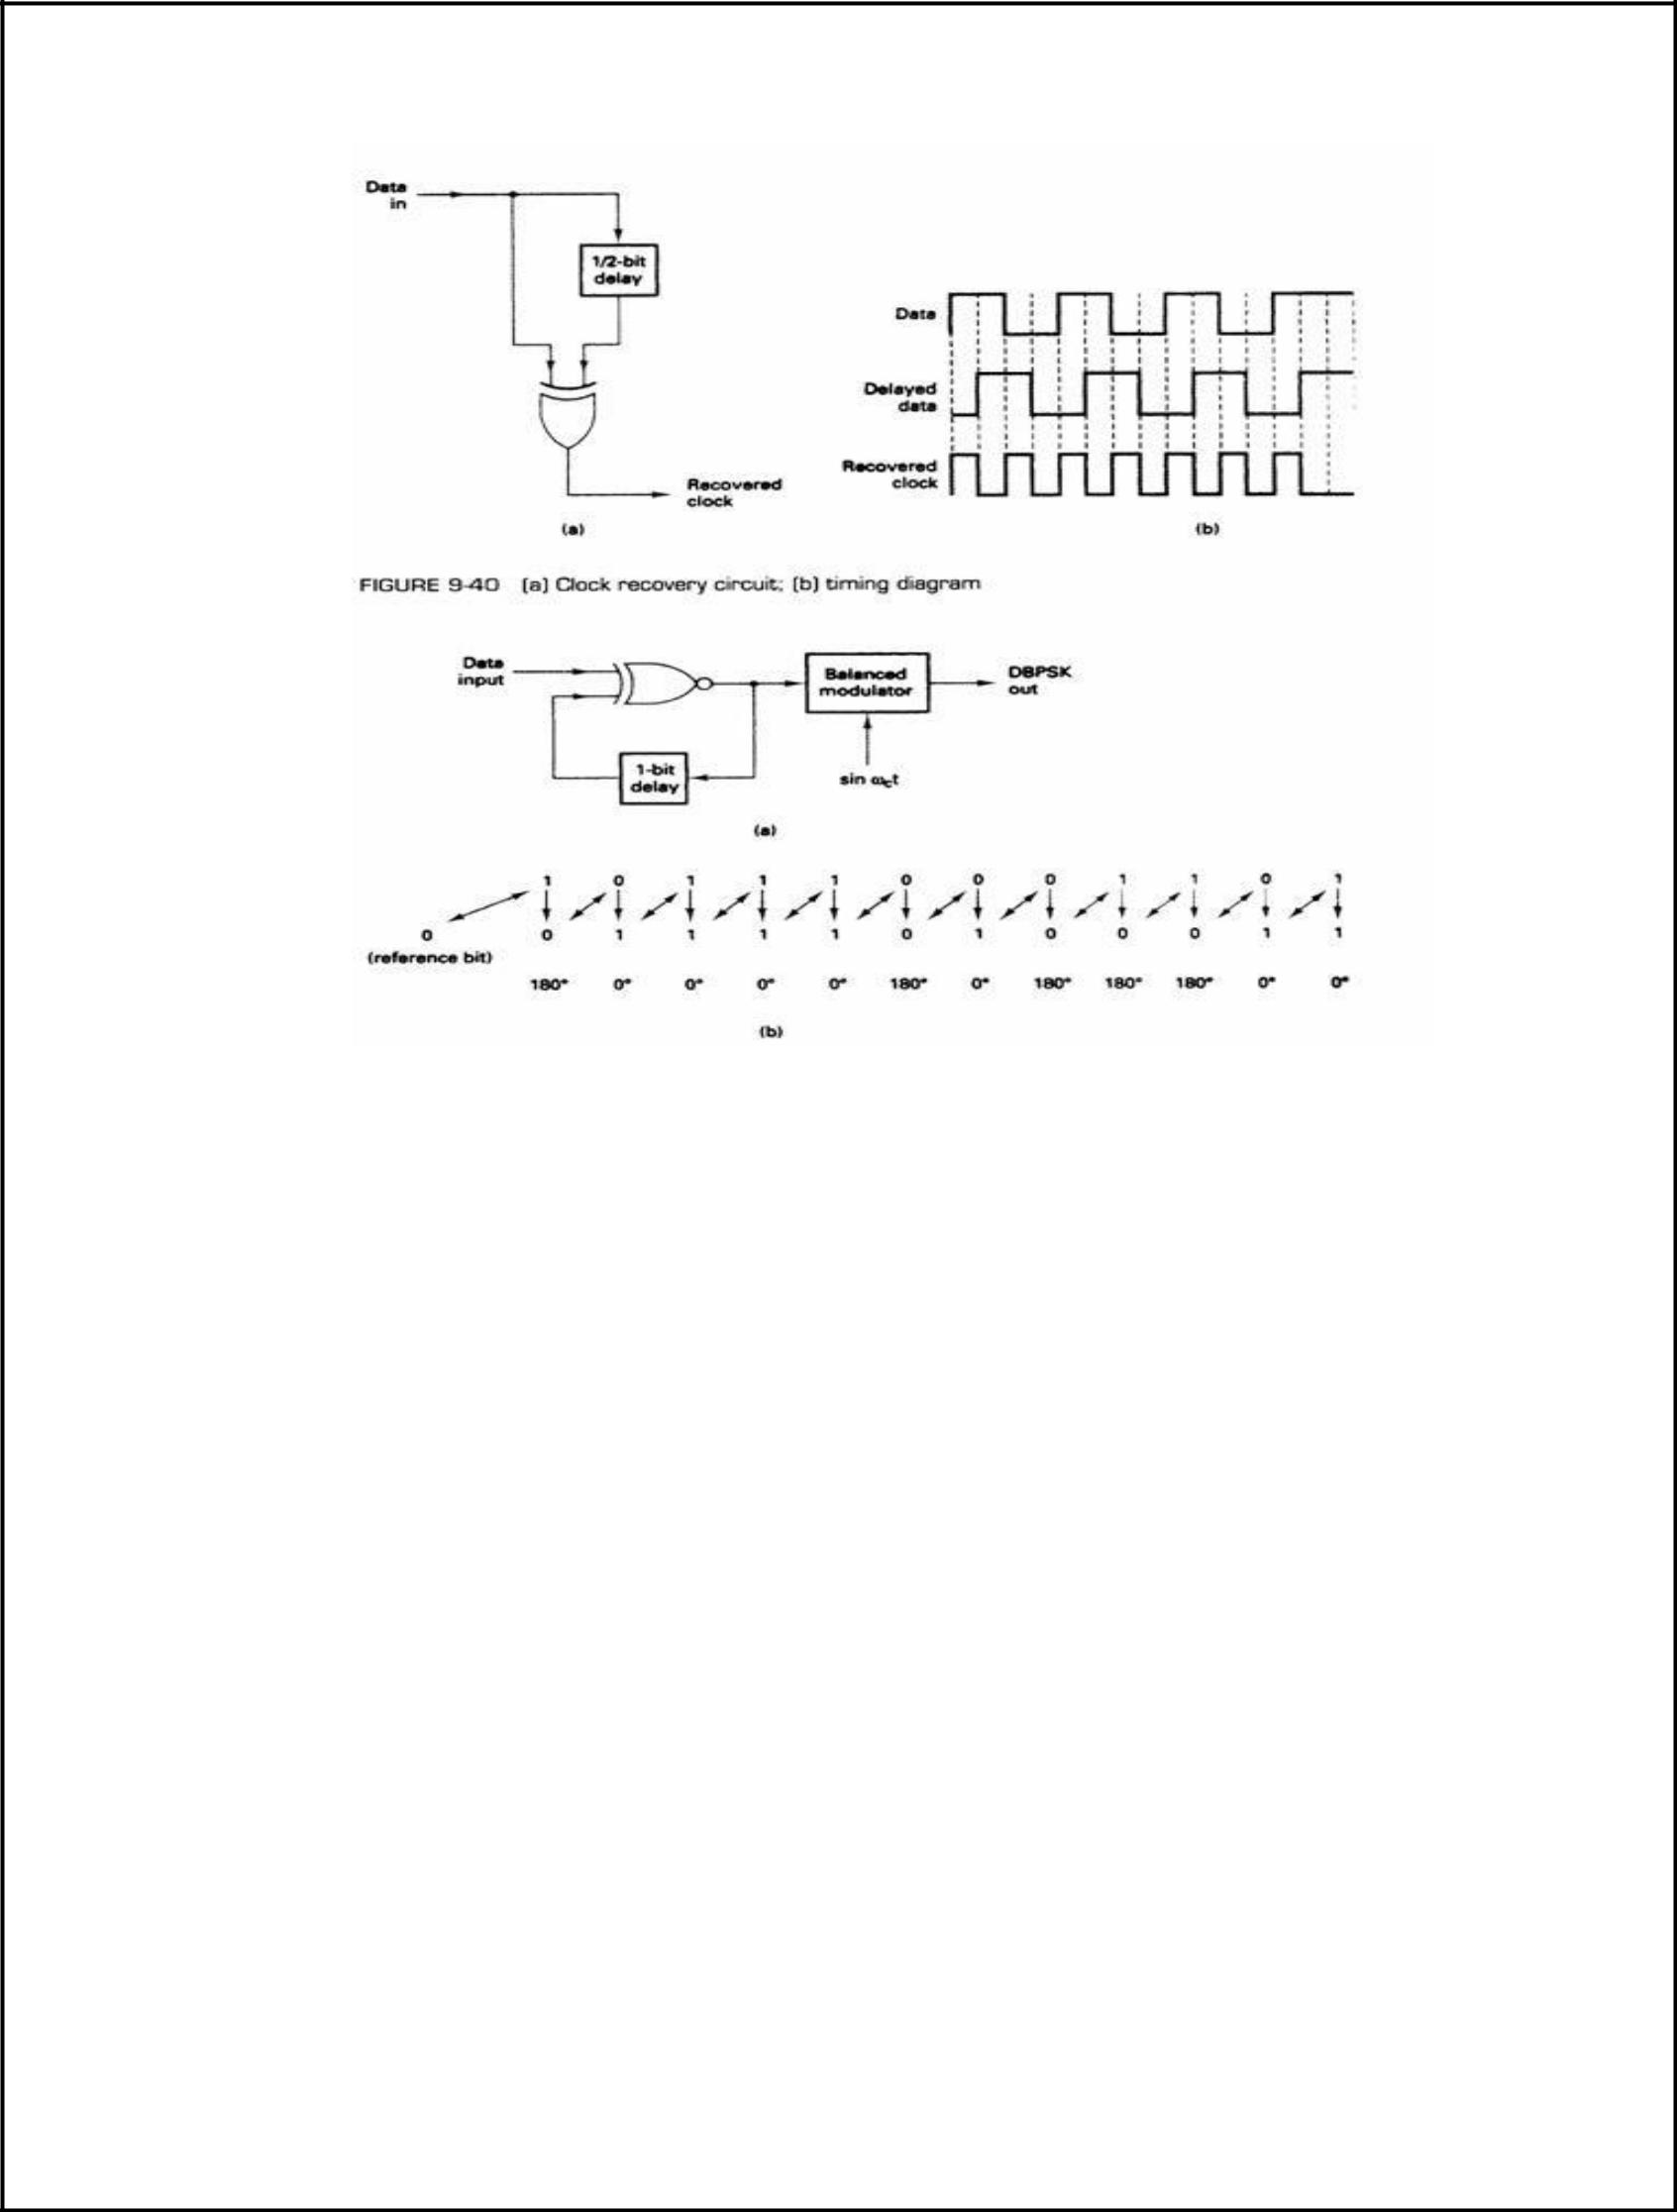 Data
in
1/2-bit
delay
Recovered
clock
(a)
Data
Delayed
data
Recovered
clock
(b)
FIGURE 9-40 (a) Clock recovery circuit; (b) timing diagram
Data
input
Balanced
modulator
DBPSK
out
1-bit
delay
sin ωct
(a)
1 0 1 1 1 0 0 0 1 1 0 1
0 0 1 1 1 1 0 1 0 0 0 1 1
(reference bit)
180° 0° 0° 0° 0° 180° 0° 180° 180° 180° 0° 0°
(b)